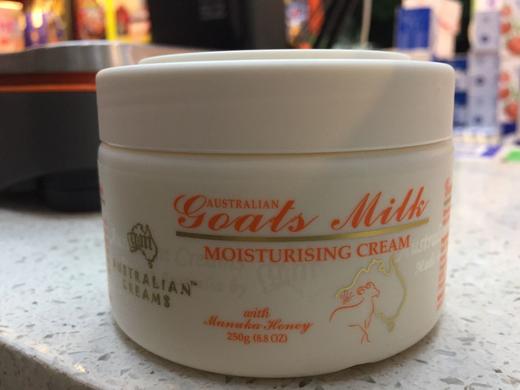 AUSTRALIAN
Goats Milk
MOISTURISING CREAM
AUSTRALIAN
CREAMS
with
Manuka Honey
250g (8.8 OZ)